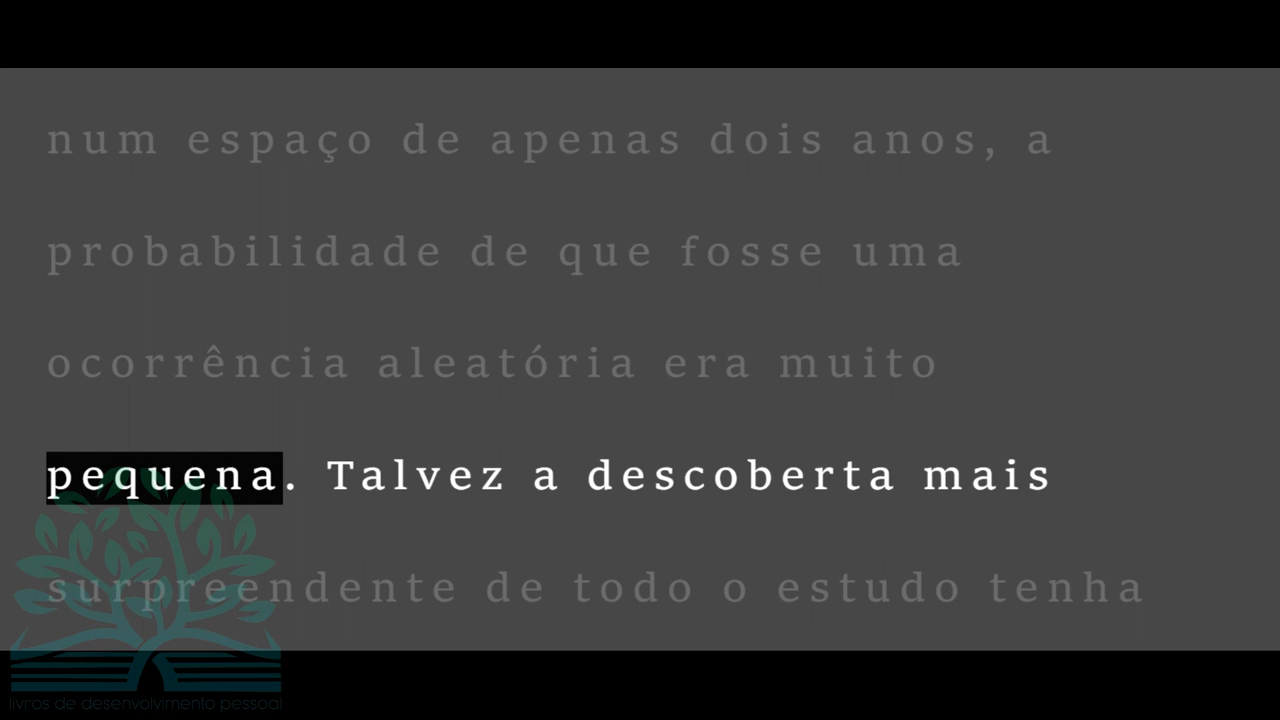 num espaço de apenas dois anos, a
probabilidade de que fosse uma
ocorrência aleatória era muito
pequena. Talvez a descoberta mais
surpreendente de todo o estudo tenha
livros de desenvolvimento pessoal